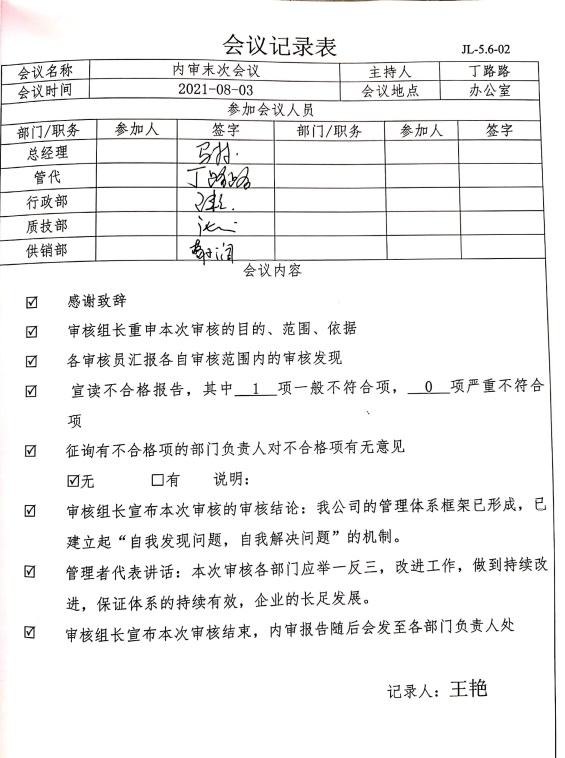 会议记录表 JL-5.6-02
会议名称 内审末次会议 主持人 丁路路
会议时间 2021-08-03 会议地点 办公室
参加会议人员
部门/职务 参加人 签字 部门/职务 参加人 签字
总经理
管代 丁路路
行政部
质技部
供销部
会议内容
☑ 感谢致辞
☑ 审核组长重申本次审核的目的、范围、依据
☑ 各审核员汇报各自审核范围内的审核发现
☑ 宣读不合格报告，其中 1 项一般不符合项， 0 项严重不符合
项
☑ 征询有不合格项的部门负责人对不合格项有无意见
☑无 □有 说明：
☑ 审核组长宣布本次审核的审核结论：我公司的管理体系框架已形成，已
建立起“自我发现问题，自我解决问题”的机制。
☑ 管理者代表讲话：本次审核各部门应举一反三，改进工作，做到持续改
进，保证体系的持续有效，企业的长足发展。
☑ 审核组长宣布本次审核结束，内审报告随后会发至各部门负责人处
记录人：王艳